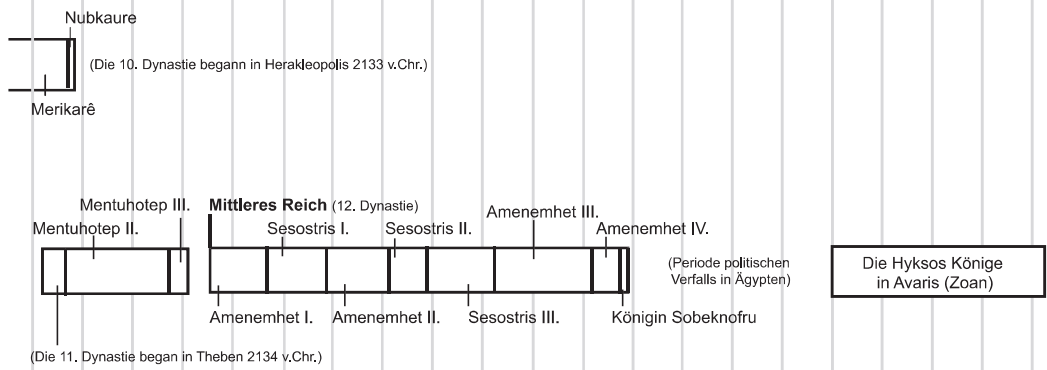 Nubkaure
(Die 10. Dynastie begann in Herakleopolis 2133 v.Chr.)
Merikarê
Mentuhotep III.
Mittleres Reich (12. Dynastie)
Amenemhet III.
Mentuhotep II.
Sesostris I.
Sesostris II.
Amenemhet IV.
(Periode politischen
Verfalls in Ägypten)
Die Hyksos Könige
in Avaris (Zoan)
Amenemhet I.
Amenemhet II.
Sesostris III.
Königin Sobeknofru
(Die 11. Dynastie began in Theben 2134 v.Chr.)